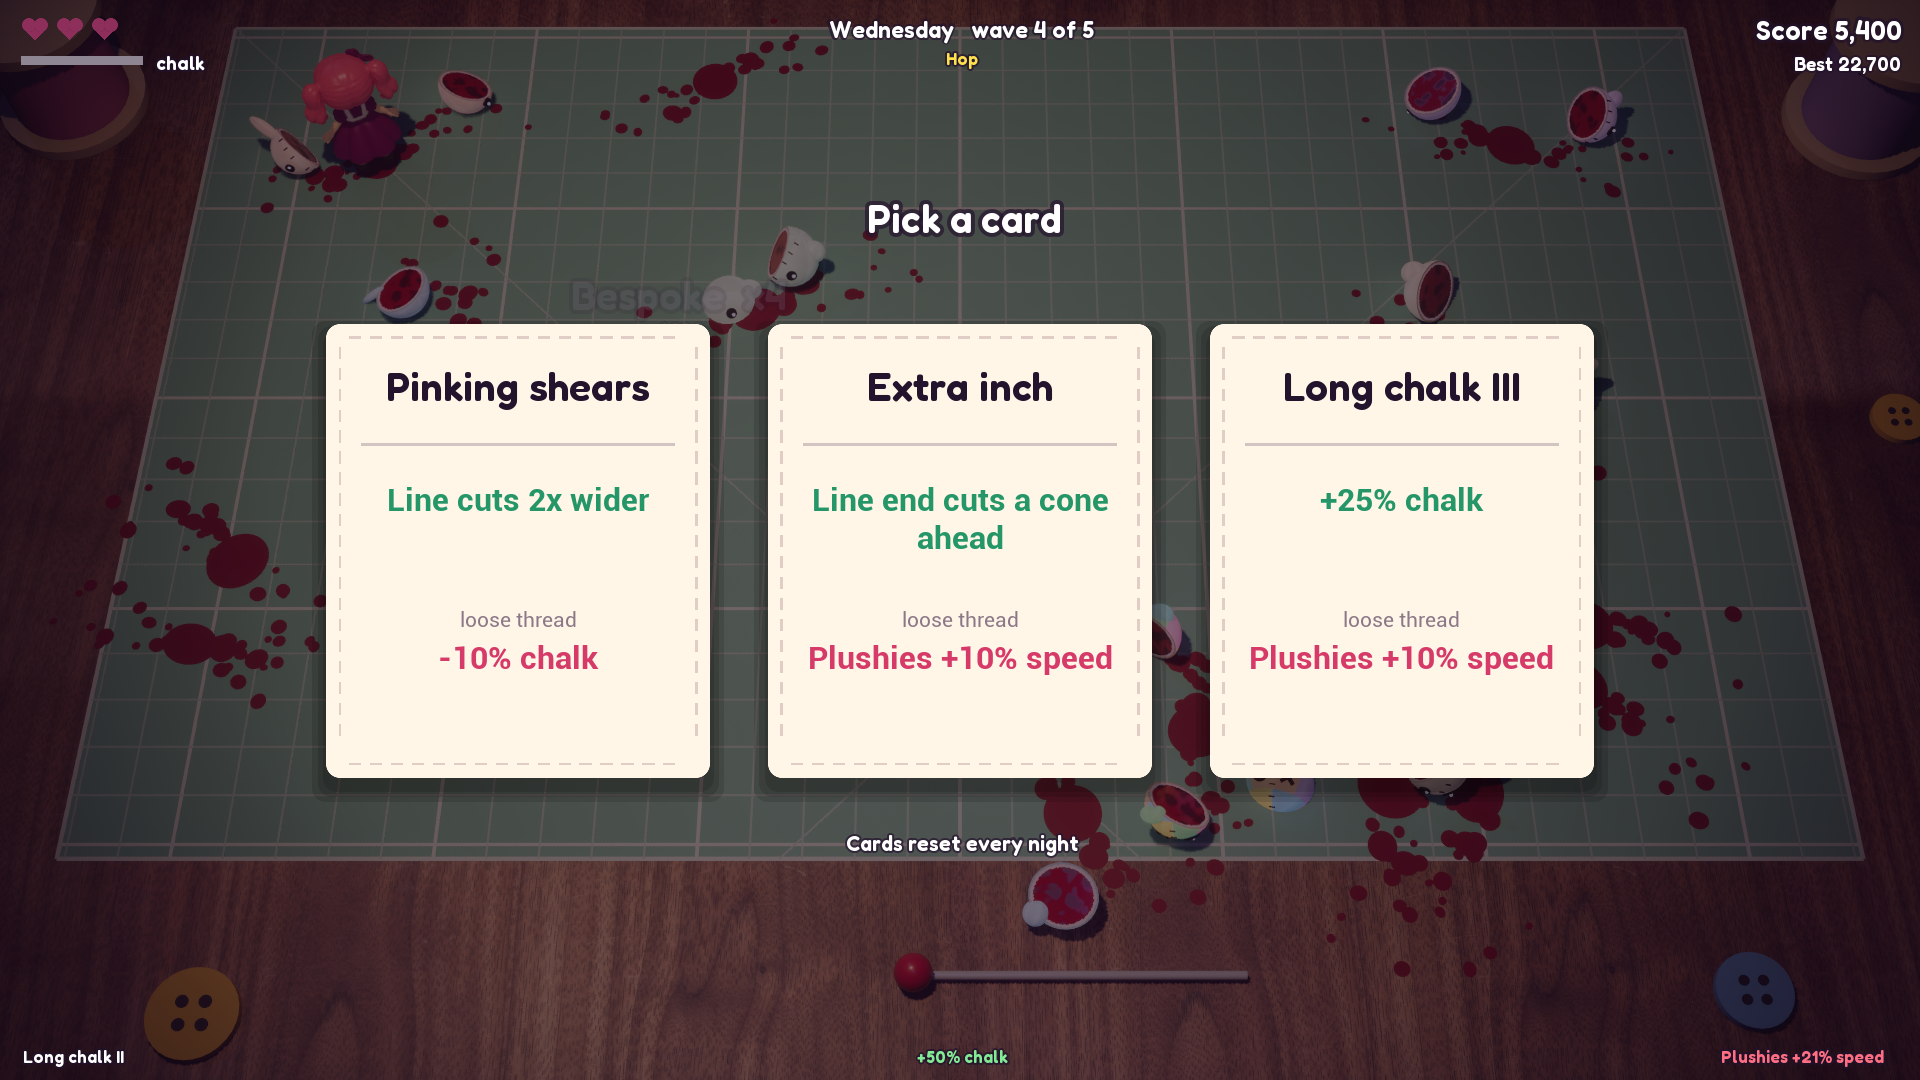 Wednesday wave 4 of 5
Hop
chalk
Score 5,400
Best 22,700
Pick a card
Bespoke x4
Pinking shears
Line cuts 2x wider
loose thread
-10% chalk
Extra inch
Line end cuts a cone
ahead
loose thread
Plushies +10% speed
Long chalk III
+25% chalk
loose thread
Plushies +10% speed
Cards reset every night
Long chalk II
+50% chalk
Plushies +21% speed